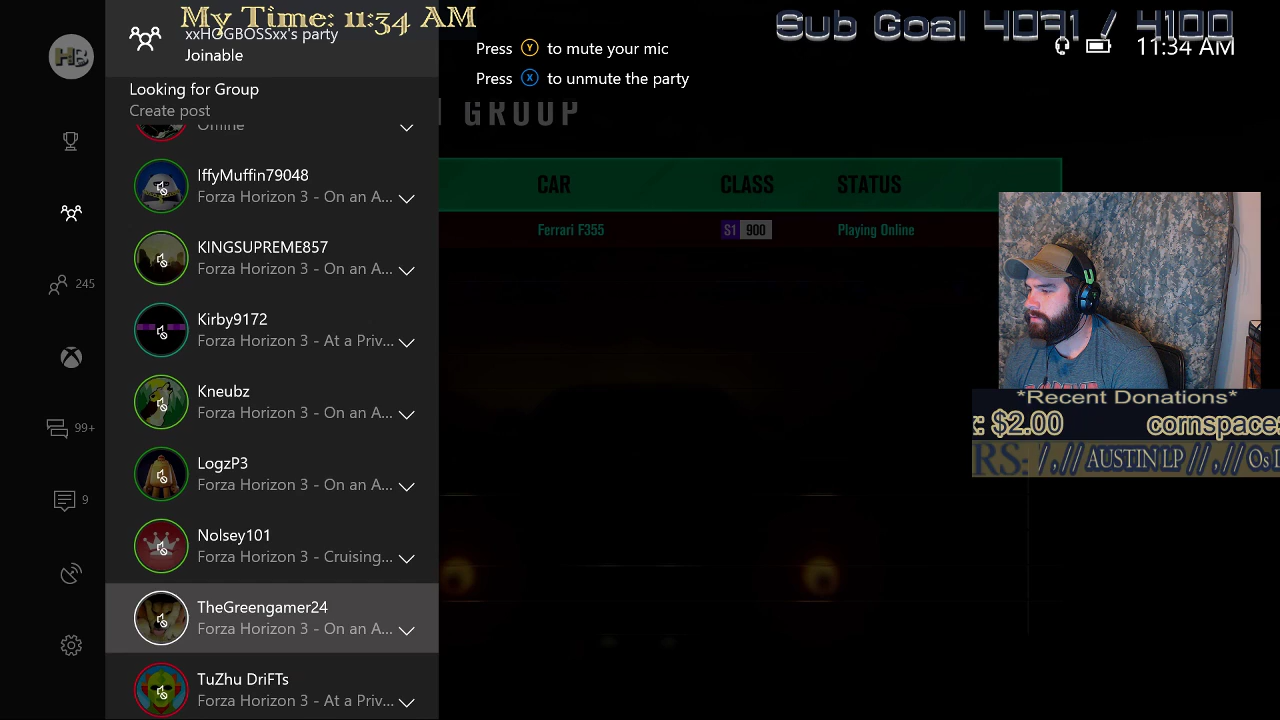 My Time: 11:34 AM
Sub Goal 4091 / 4100
xxHOGBOSSxx's party
Joinable
Press Y to mute your mic
11:34 AM
Press X to unmute the party
Looking for Group
Create post
GROUP
Online
IffyMuffin79048
Forza Horizon 3 - On an A...
CAR CLASS STATUS
Ferrari F355 S1 900 Playing Online
KINGSUPREME857
Forza Horizon 3 - On an A...
245
Kirby9172
Forza Horizon 3 - At a Priv...
Kneubz
Forza Horizon 3 - On an A...
99+
LogzP3
Forza Horizon 3 - On an A...
9
Nolsey101
Forza Horizon 3 - Cruising...
TheGreengamer24
Forza Horizon 3 - On an A...
TuZhu DriFTs
Forza Horizon 3 - At a Priv...
HB
*Recent Donations*
: $2.00 cornspace:
RS: /,// AUSTIN LP // ,// Os